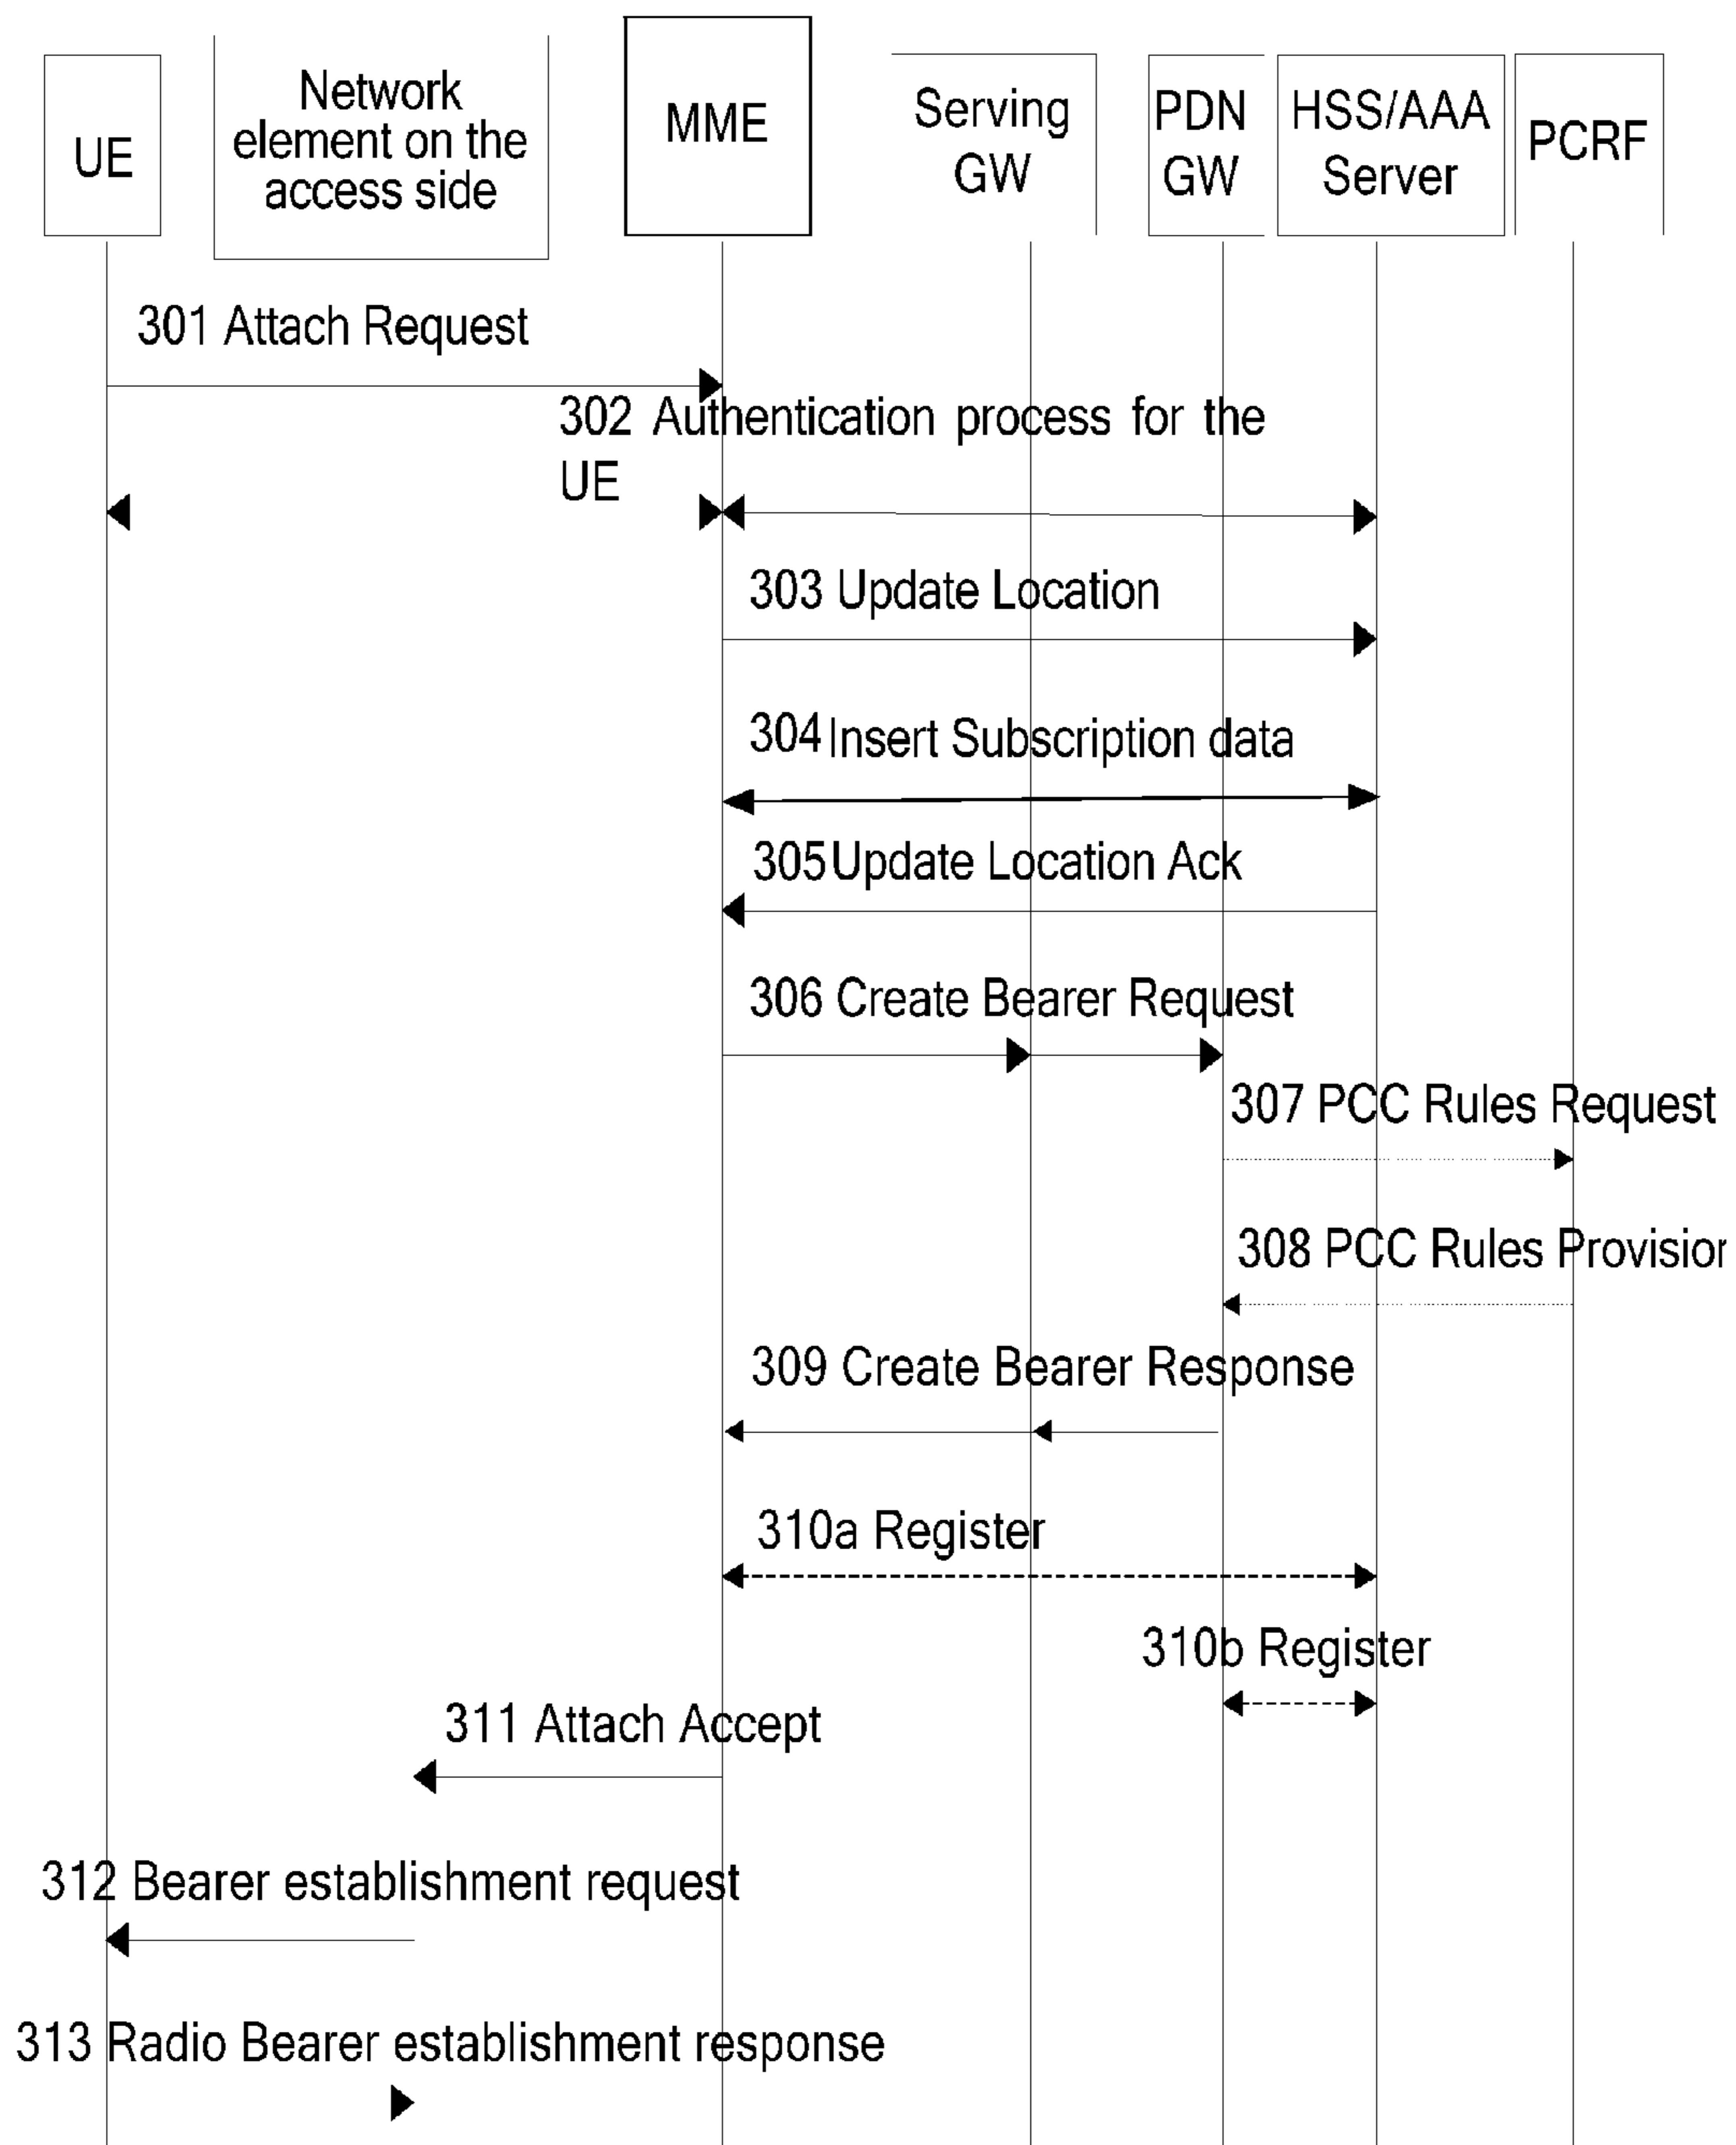 UE
Network
element on the
access side
MME
Serving
GW
PDN
GW
HSS/AAA
Server
PCRF
301 Attach Request
302 Authentication process for the
UE
303 Update Location
304 Insert Subscription data
305 Update Location Ack
306 Create Bearer Request
307 PCC Rules Request
308 PCC Rules Provision
309 Create Bearer Response
310a Register
310b Register
311 Attach Accept
312 Bearer establishment request
313 Radio Bearer establishment response